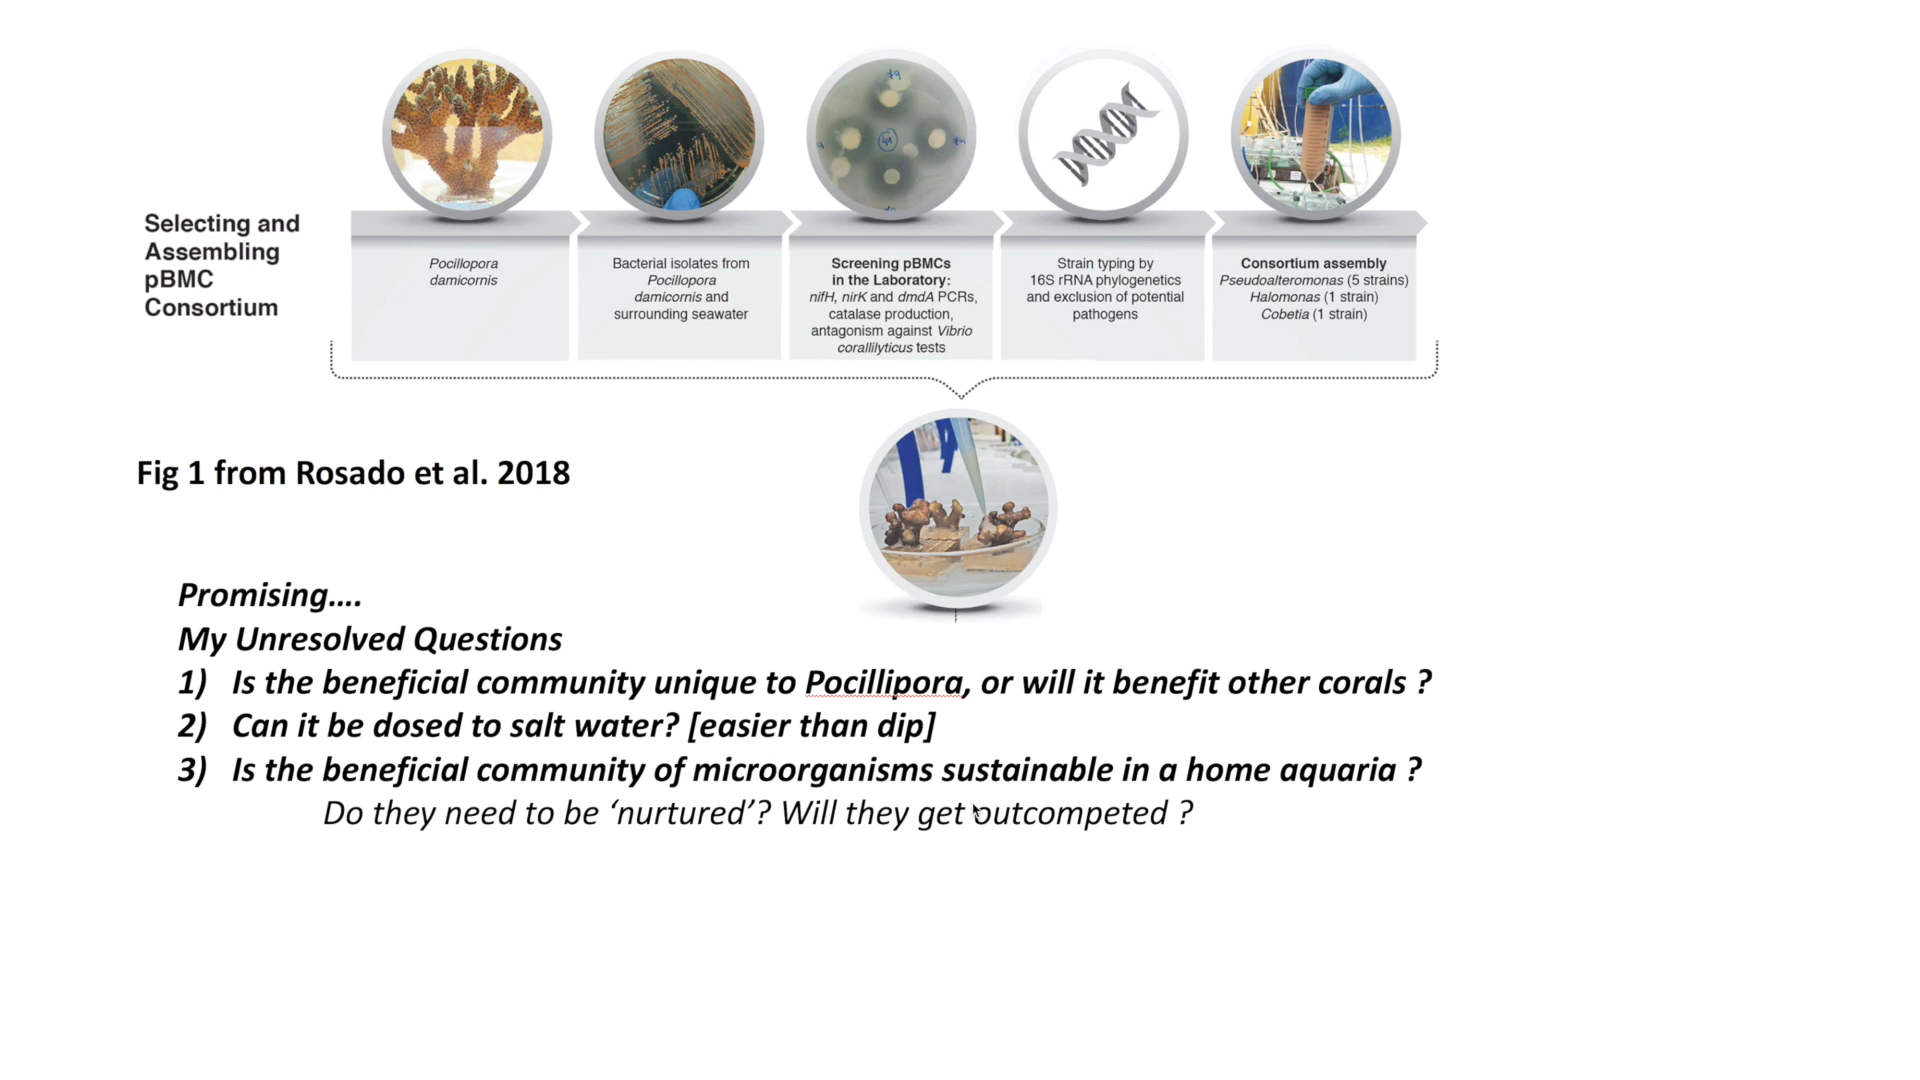 Selecting and
Assembling
pBMC
Consortium
Pocillopora
damicornis
Bacterial isolates from
Pocillopora
damicornis and
surrounding seawater
Screening pBMCs
in the Laboratory:
nifH, nirK and dmdA PCRs,
catalase production,
antagonism against Vibrio
corallilyticus tests
Strain typing by
16S rRNA phylogenetics
and exclusion of potential
pathogens
Consortium assembly
Pseudoalteromonas (5 strains)
Halomonas (1 strain)
Cobetia (1 strain)
Fig 1 from Rosado et al. 2018
Promising....
My Unresolved Questions
1) Is the beneficial community unique to Pocillipora, or will it benefit other corals ?
2) Can it be dosed to salt water? [easier than dip]
3) Is the beneficial community of microorganisms sustainable in a home aquaria ?
Do they need to be ‘nurtured’? Will they get outcompeted ?